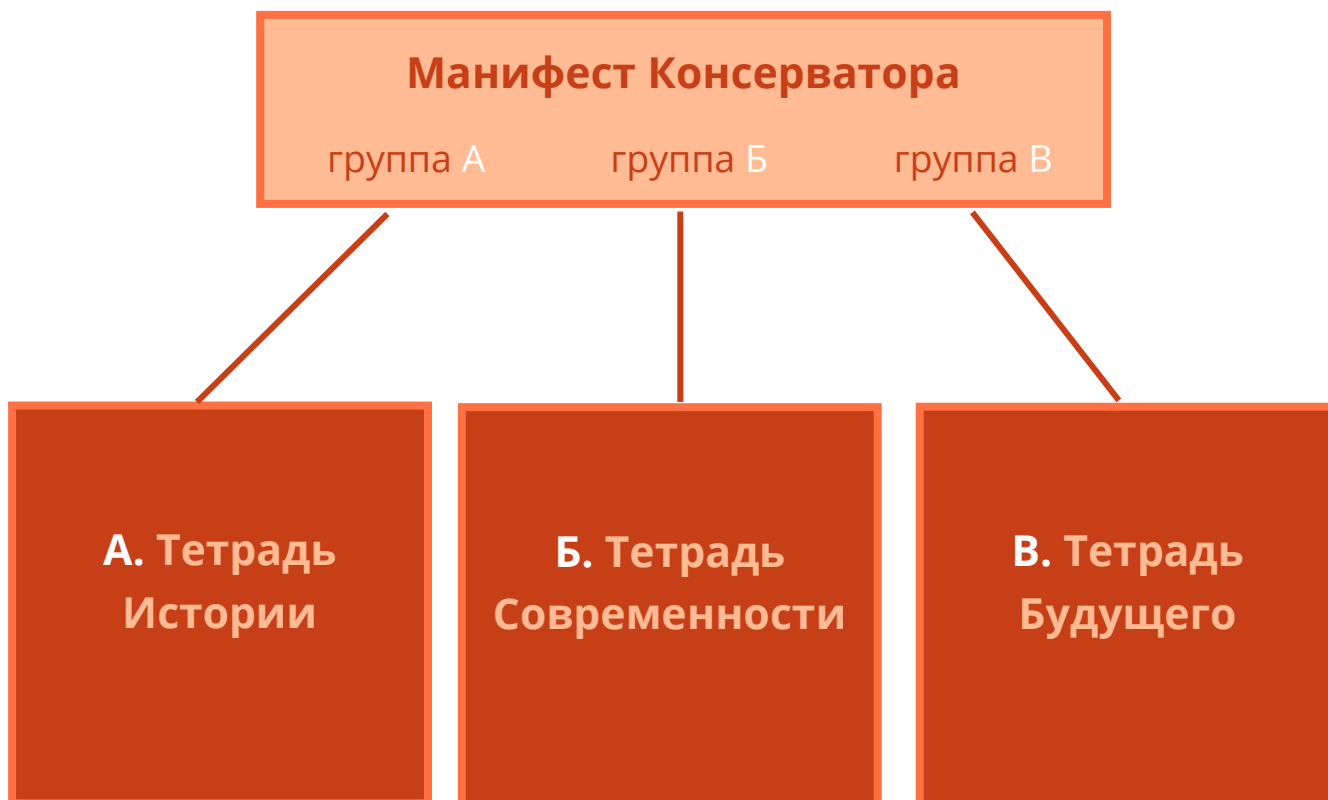 Манифест Консерватора
группа А группа Б группа В
А. Тетрадь
Истории
Б. Тетрадь
Современности
В. Тетрадь
Будущего